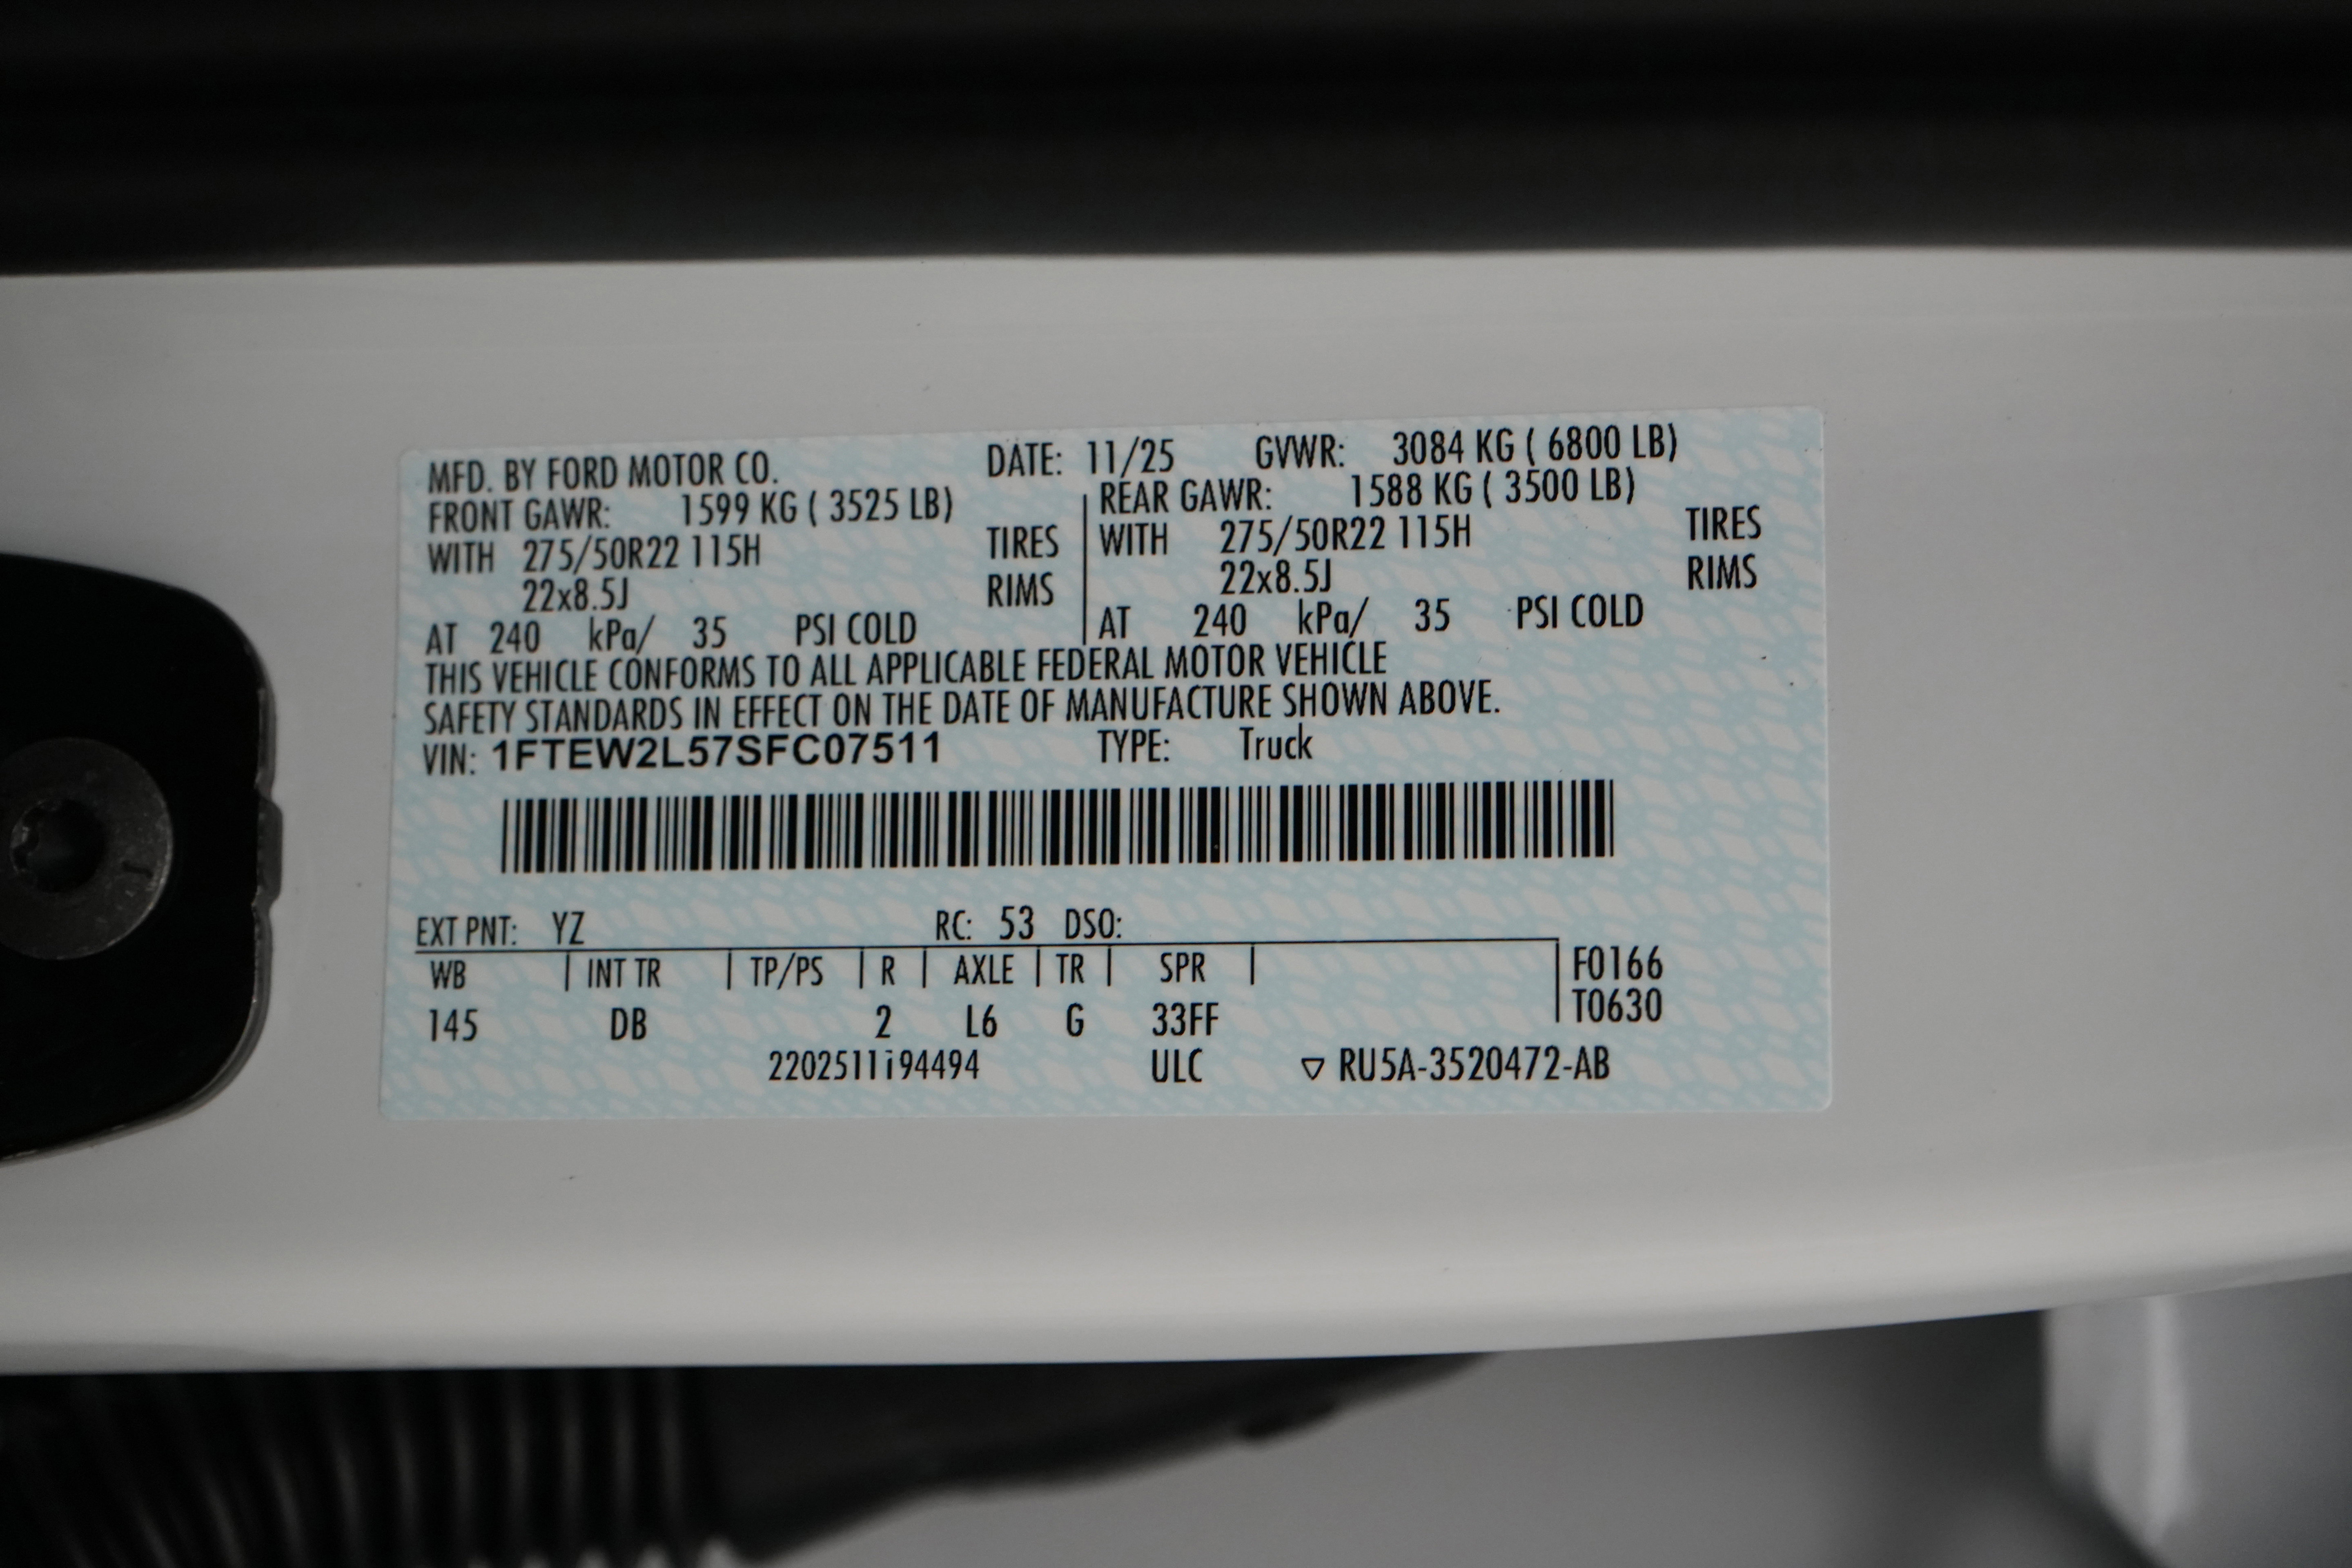 MFD. BY FORD MOTOR CO. DATE: 11/25 GVWR: 3084 KG ( 6800 LB)
FRONT GAWR: 1599 KG ( 3525 LB) REAR GAWR: 1588 KG ( 3500 LB)
WITH 275/50R22 115H TIRES WITH 275/50R22 115H TIRES
22x8.5J RIMS 22x8.5J RIMS
AT 240 kPa/ 35 PSI COLD AT 240 kPa/ 35 PSI COLD
THIS VEHICLE CONFORMS TO ALL APPLICABLE FEDERAL MOTOR VEHICLE
SAFETY STANDARDS IN EFFECT ON THE DATE OF MANUFACTURE SHOWN ABOVE.
VIN: 1FTEW2L57SFC07511 TYPE: Truck
EXT PNT: YZ RC: 53 DSO:
WB | INT TR | TP/PS | R | AXLE | TR | SPR | F0166
145 DB 2 L6 G 33FF T0630
2202511i94494 ULC ▽ RU5A-3520472-AB